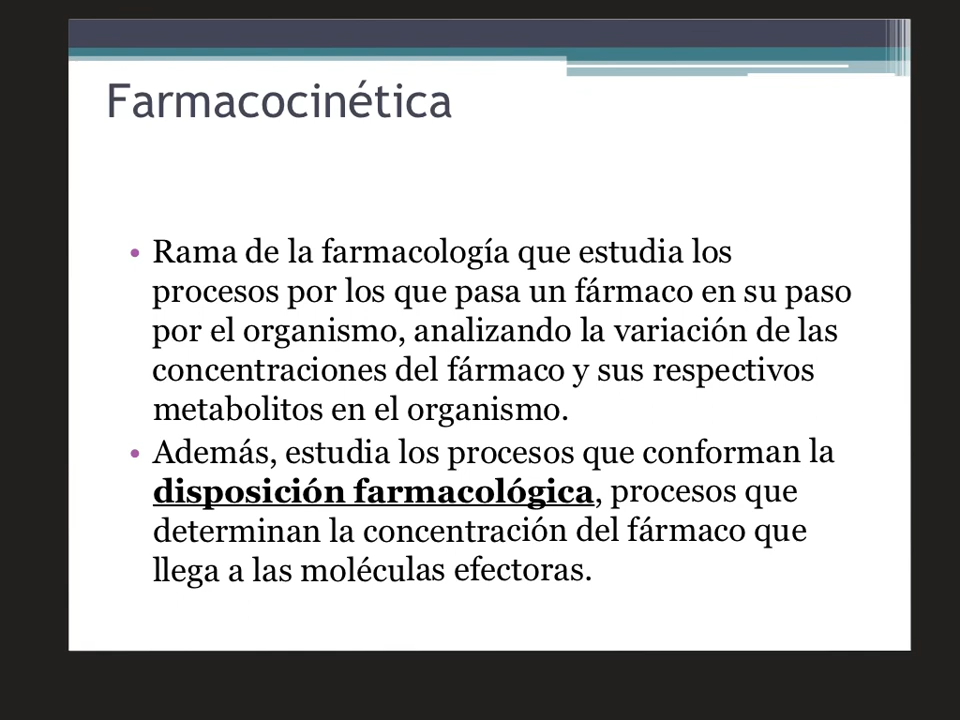 Farmacocinética
• Rama de la farmacología que estudia los
procesos por los que pasa un fármaco en su paso
por el organismo, analizando la variación de las
concentraciones del fármaco y sus respectivos
metabolitos en el organismo.
• Además, estudia los procesos que conforman la
disposición farmacológica, procesos que
determinan la concentración del fármaco que
llega a las moléculas efectoras.